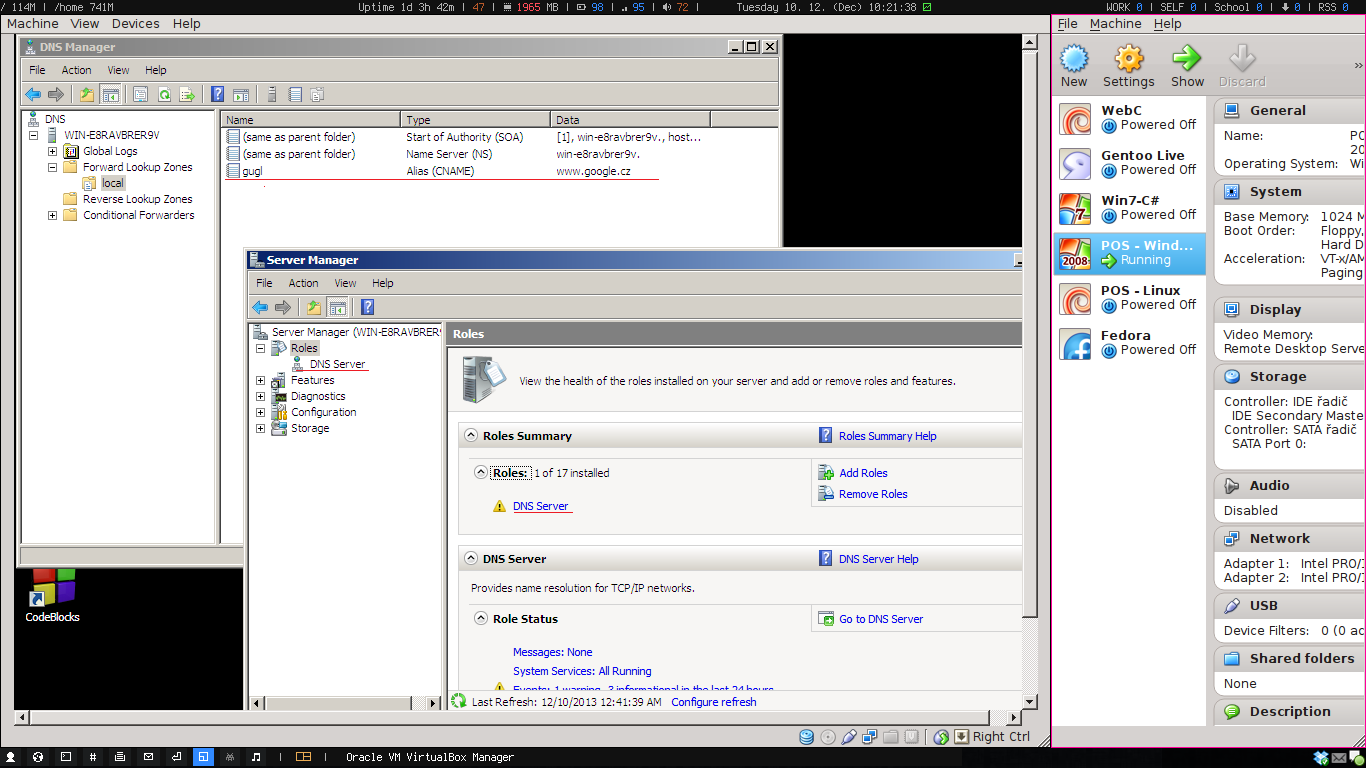 / 114M | /home 741M Uptime 1d 3h 42m | 47 | 1965 MB | 98 | 95 | 72 | Tuesday 10. 12. (Dec) 10:21:38 WORK 0 | SELF 0 | School 0 | 0 | RSS 0
Machine View Devices Help
DNS Manager
File Action View Help
DNS
WIN-E8RAVBRER9V
Global Logs
Forward Lookup Zones
local
Reverse Lookup Zones
Conditional Forwarders
Name Type Data
(same as parent folder) Start of Authority (SOA) [1], win-e8ravbrer9v., host...
(same as parent folder) Name Server (NS) win-e8ravbrer9v.
gugl Alias (CNAME) www.google.cz
Server Manager
File Action View Help
Server Manager (WIN-E8RAVBRER9
Roles
DNS Server
Features
Diagnostics
Configuration
Storage
Roles
View the health of the roles installed on your server and add or remove roles and features.
Roles Summary
Roles Summary Help
Roles: 1 of 17 installed
Add Roles
Remove Roles
DNS Server
DNS Server
DNS Server Help
Provides name resolution for TCP/IP networks.
Role Status
Go to DNS Server
Messages: None
System Services: All Running
Events: 1 warning, 3 informational in the last 24 hours
Last Refresh: 12/10/2013 12:41:39 AM Configure refresh
CodeBlocks
Right Ctrl
File Machine Help
New Settings Show Discard
WebC
Powered Off
Gentoo Live
Powered Off
Win7-C#
Powered Off
2008
POS - Wind...
Running
POS - Linux
Powered Off
Fedora
Powered Off
General
Name: PO
20
Operating System: Wi
System
Base Memory: 1024 M
Boot Order: Floppy,
Hard D
Acceleration: VT-x/AM
Paging
Display
Video Memory:
Remote Desktop Serve
Storage
Controller: IDE řadič
IDE Secondary Maste
Controller: SATA řadič
SATA Port 0:
Audio
Disabled
Network
Adapter 1: Intel PRO/1
Adapter 2: Intel PRO/1
USB
Device Filters: 0 (0 ac
Shared folders
None
Description
Oracle VM VirtualBox Manager